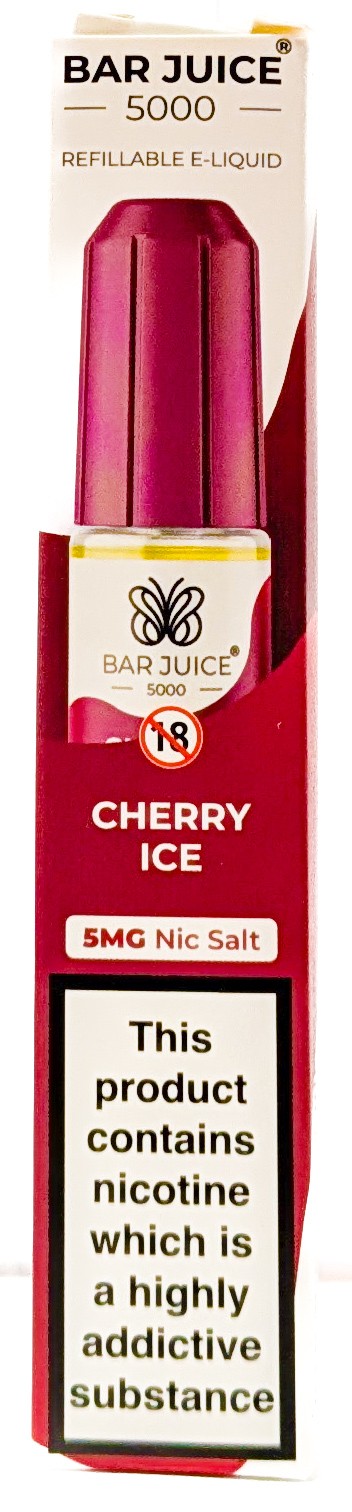 BAR JUICE®
5000
REFILLABLE E-LIQUID
BAR JUICE®
5000
18
CHERRY
ICE
5MG Nic Salt
This
product
contains
nicotine
which is
a highly
addictive
substance